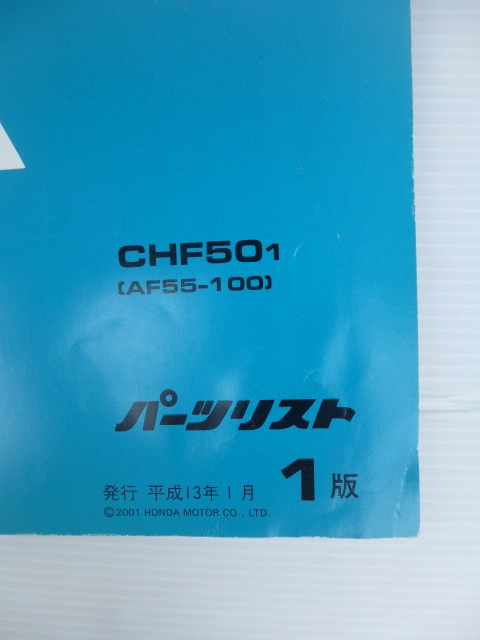 CHF501
(AF55-100)
パーツリスト
発行 平成13年1月 1版
©2001 HONDA MOTOR CO., LTD.